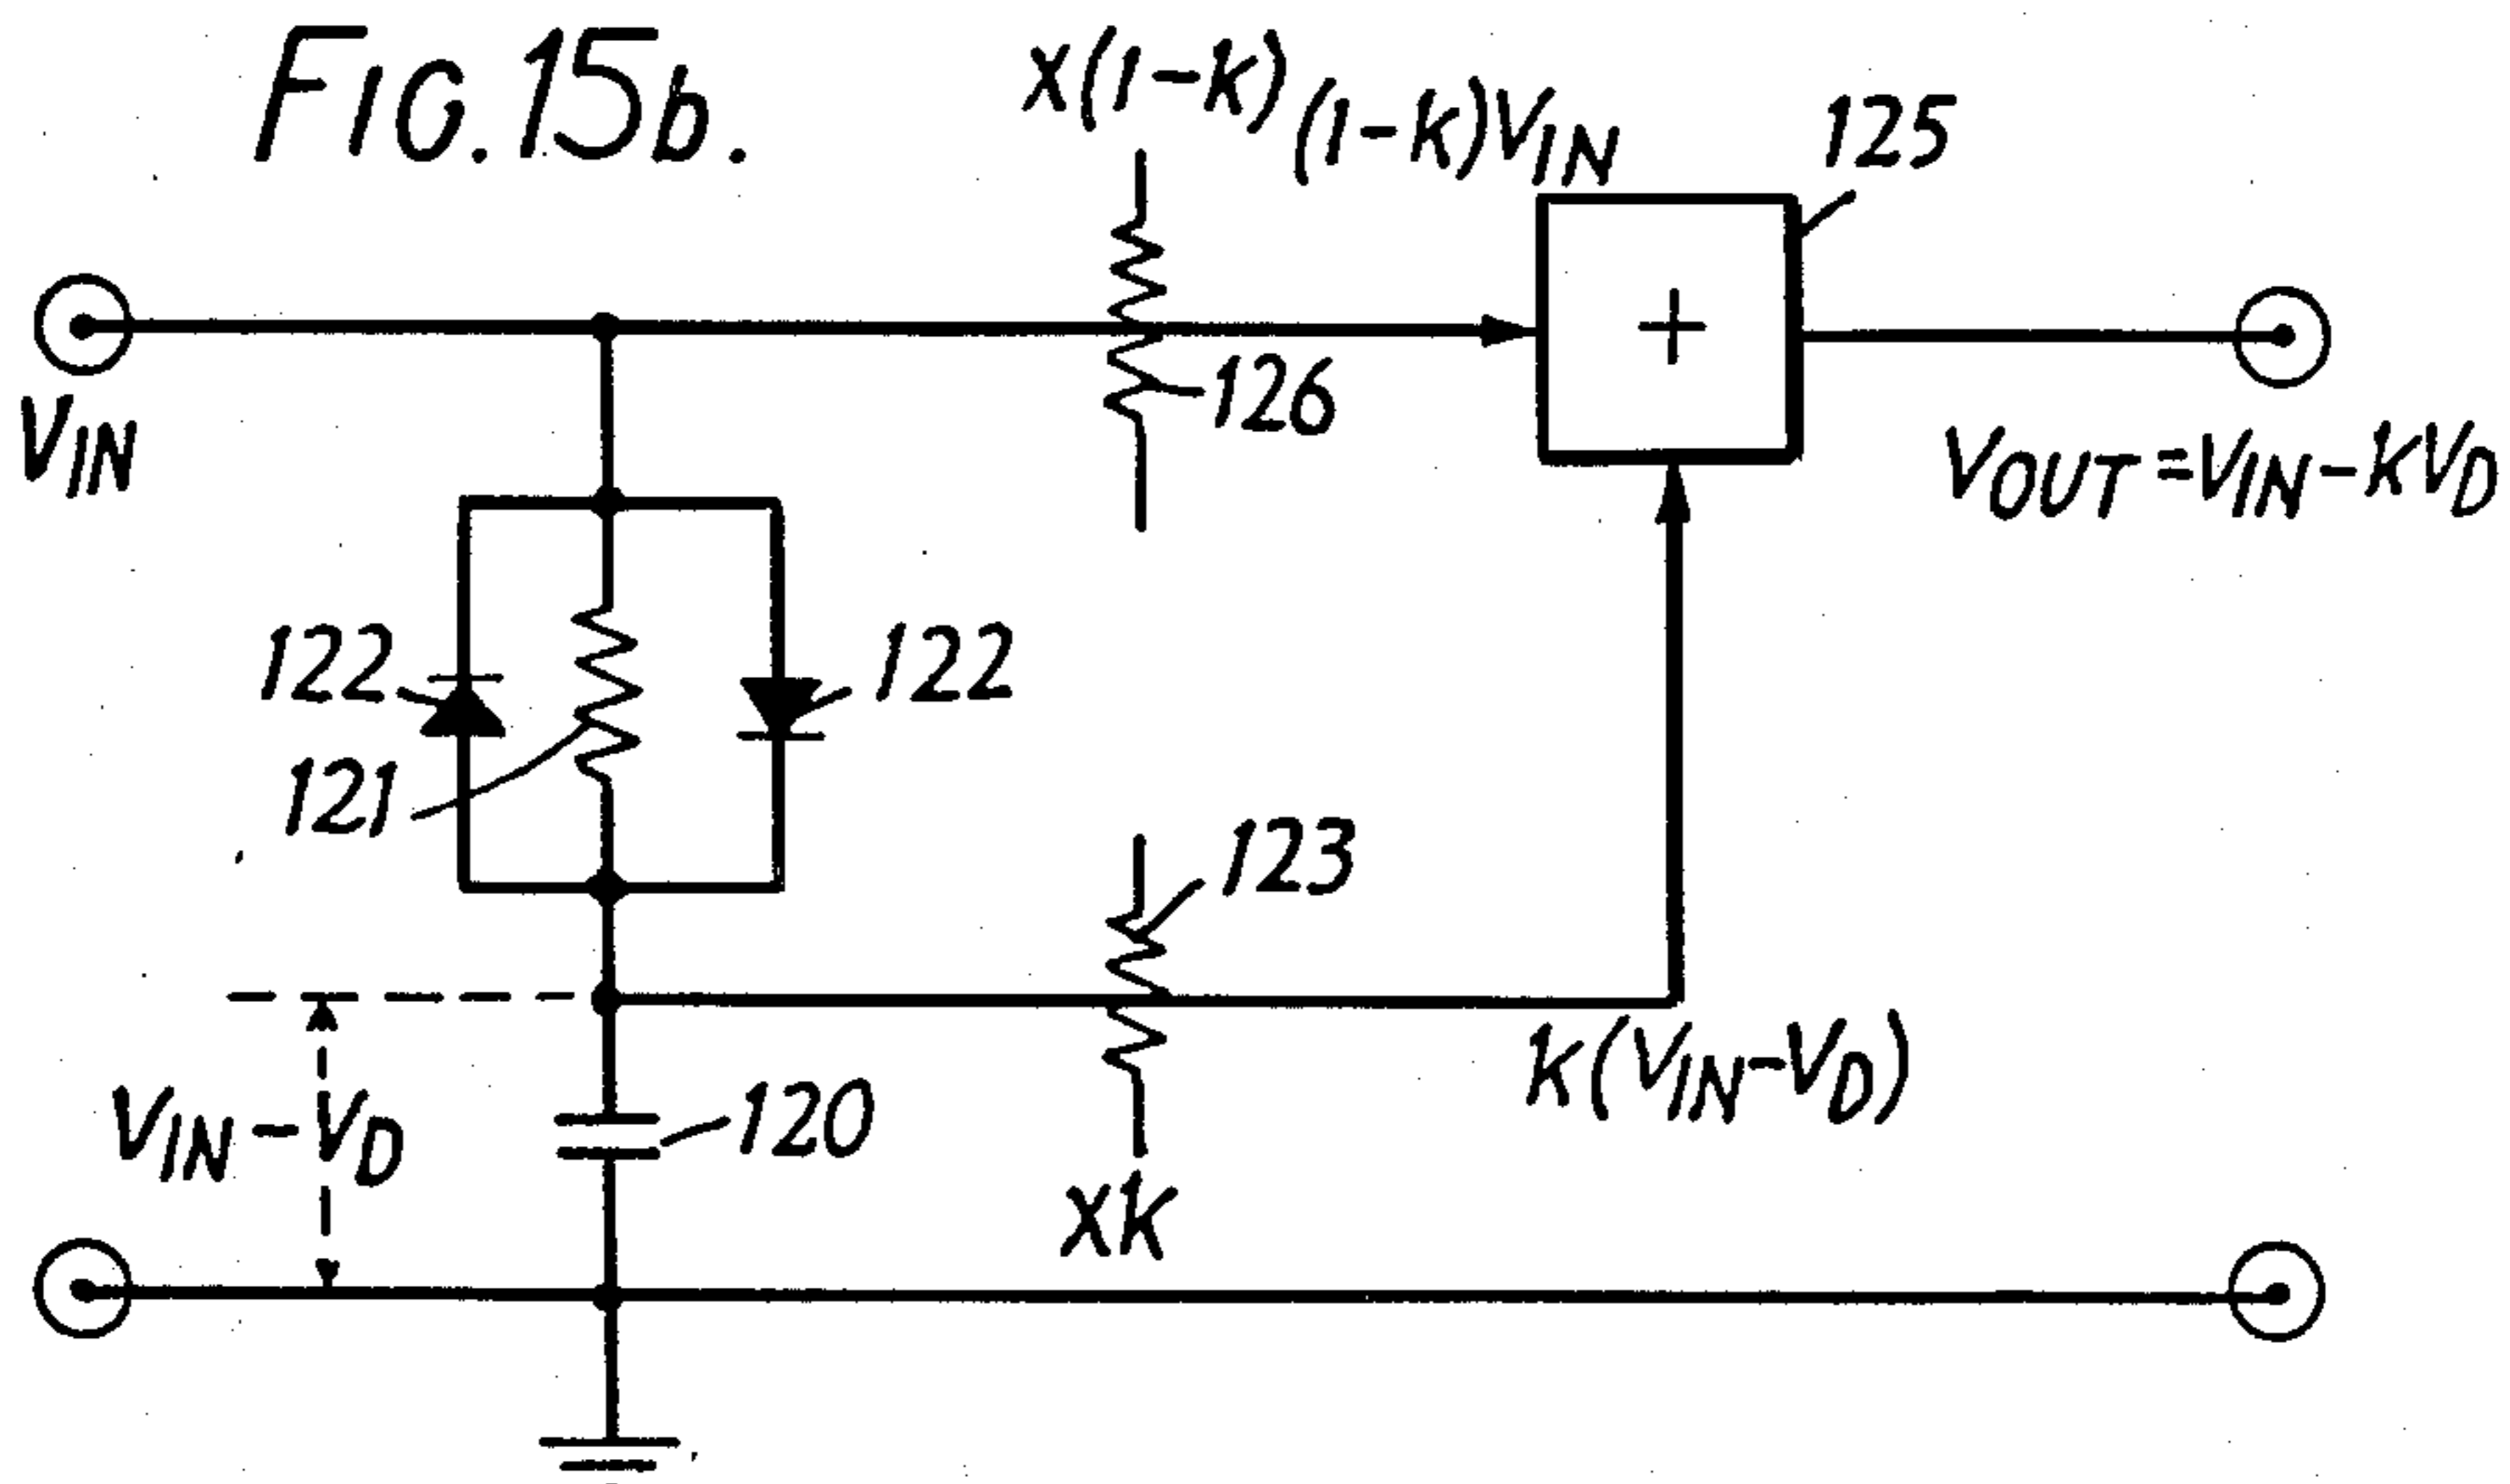 FIG. 15b.
X(1-K)
(1-K)VIN
125
126
VIN
VOUT=VIN-KVD
122
122
121
123
K(VIN-VD)
VIN-VD
120
XK